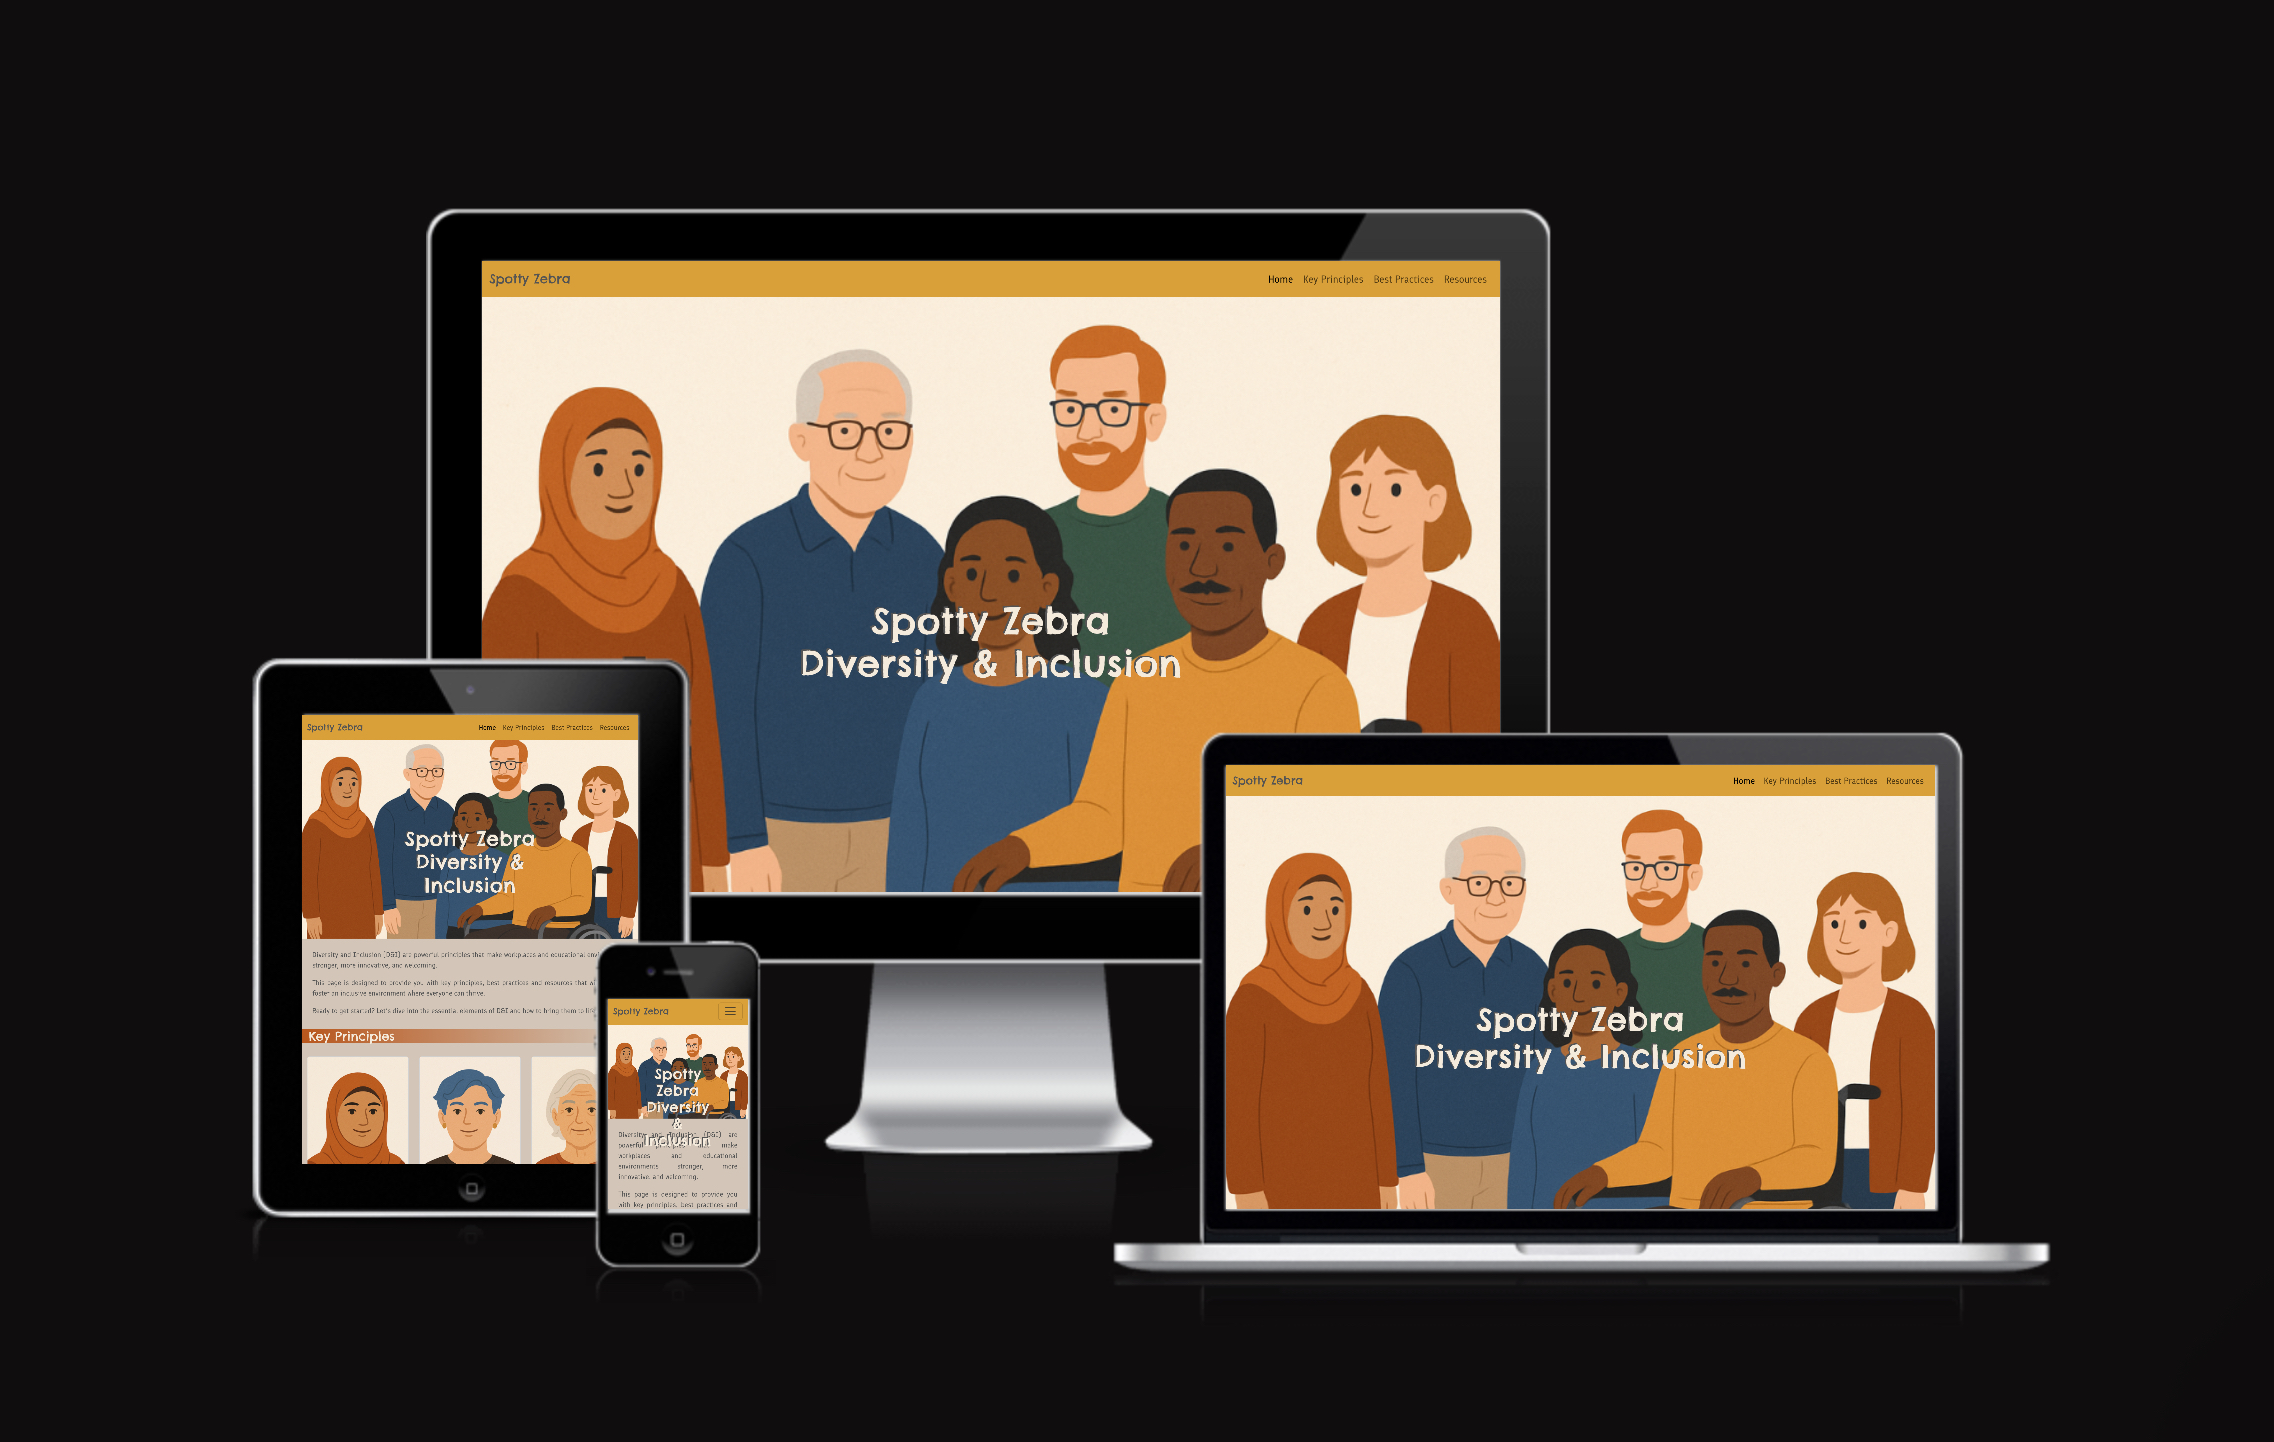 Spotty Zebra
Home Key Principles Best Practices Resources
Spotty Zebra
Diversity & Inclusion
Spotty Zebra
Home Key Principles Best Practices Resources
Spotty Zebra
Diversity &
Inclusion
Diversity and Inclusion (D&I) are powerful principles that make workplaces and educational
stronger, more innovative, and welcoming.
This page is designed to provide you with key principles, best practices and resources that
foster an inclusive environment where everyone can thrive.
Ready to get started? Let's dive into the essential elements of D&I and how to bring them to
Key Principles
Spotty Zebra
Spotty
Zebra
Diversity
&
Inclusion
Diversity and Inclusion (D&I) are
powerful make
workplaces and educational
environments stronger, more
innovative, and welcoming.
This page is designed to provide you
with key principles, best practices and
Spotty Zebra
Home Key Principles Best Practices Resources
Spotty Zebra
Diversity & Inclusion